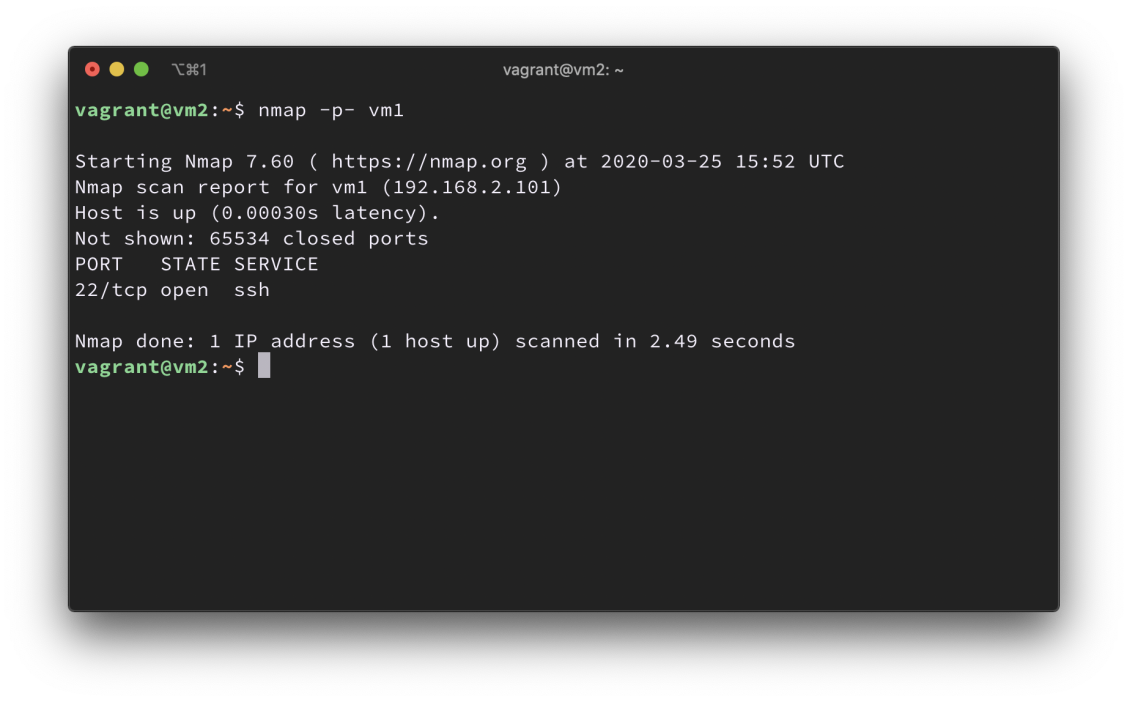 ⌥⌘1 vagrant@vm2: ~
vagrant@vm2:~$ nmap -p- vm1
Starting Nmap 7.60 ( https://nmap.org ) at 2020-03-25 15:52 UTC
Nmap scan report for vm1 (192.168.2.101)
Host is up (0.00030s latency).
Not shown: 65534 closed ports
PORT   STATE SERVICE
22/tcp open  ssh
Nmap done: 1 IP address (1 host up) scanned in 2.49 seconds
vagrant@vm2:~$